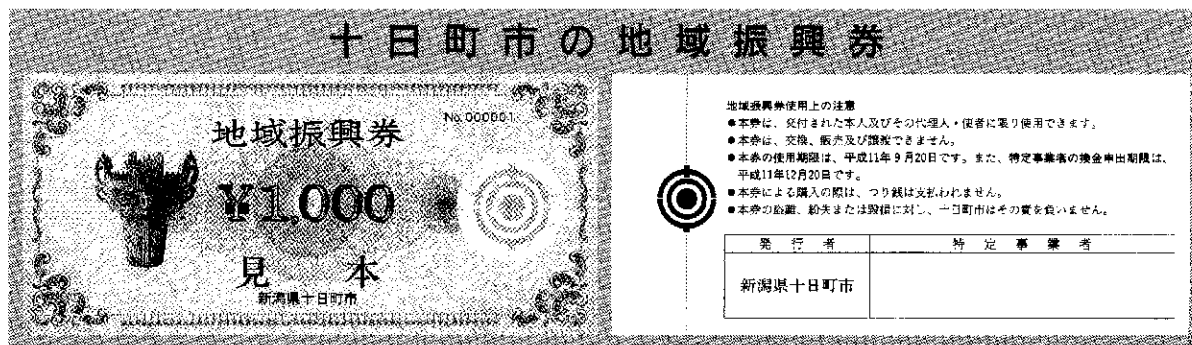 十日町市の地域振興券
No.000001
地域振興券
¥1,000
見本
新潟県十日町市
地域振興券使用上の注意
●本券は、交付された本人及びその代理人・使者に限り使用できます。
●本券は、交換、販売及び譲渡できません。
●本券の使用期限は、平成11年9月20日です。また、特定事業者の換金申出期限は、
平成11年12月20日です。
●本券による購入の際は、つり銭は支払われません。
●本券の盗難、紛失または毀損に対し、十日町市はその責を負いません。
発行者 特定事業者
新潟県十日町市